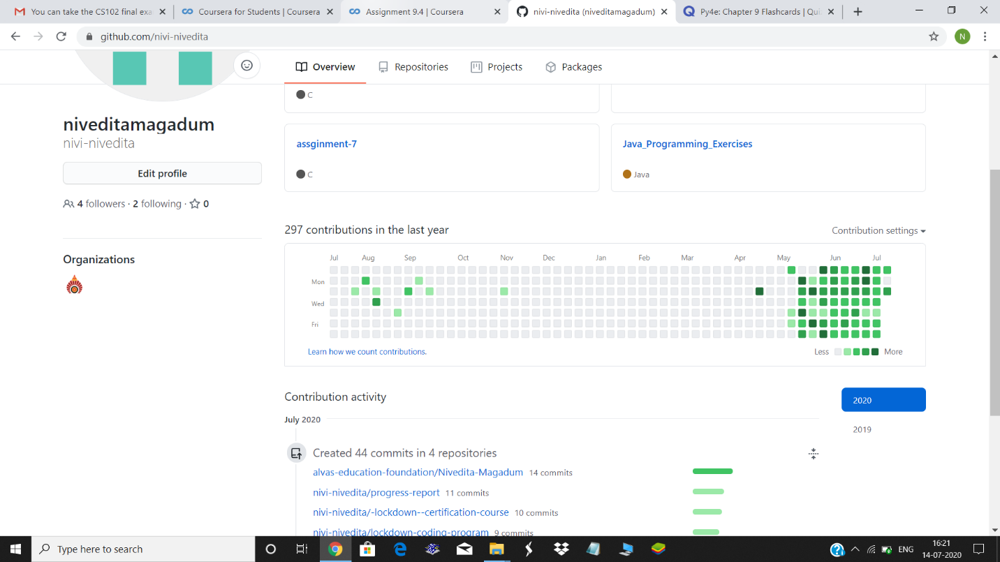 You can take the CS102 final exa
Coursera for Students | Coursera
Assignment 9.4 | Coursera
nivi-nivedita (niveditamagadum)
Py4e: Chapter 9 Flashcards | Qui
github.com/nivi-nivedita
N
Overview
Repositories
Projects
Packages
niveditamagadum
nivi-nivedita
Edit profile
4 followers · 2 following · 0
Organizations
C
assginment-7
C
Java_Programming_Exercises
Java
297 contributions in the last year
Contribution settings
Jul Aug Sep Oct Nov Dec Jan Feb Mar Apr May Jun Jul
Mon
Wed
Fri
Learn how we count contributions.
Less
More
Contribution activity
2020
2019
July 2020
Created 44 commits in 4 repositories
alvas-education-foundation/Nivedita-Magadum 14 commits
nivi-nivedita/progress-report 11 commits
nivi-nivedita/-lockdown--certification-course 10 commits
nivi-nivedita/lockdown-coding-program 9 commits
Type here to search
ENG
16:21
14-07-2020